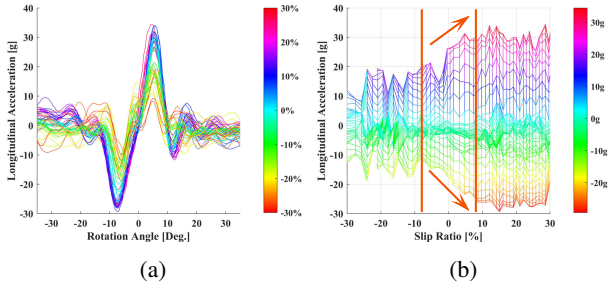 Longitudinal Acceleration [g]
40
30
20
10
0
-10
-20
-30
-30 -20 -10 0 10 20 30
Rotation Angle [Deg.]
30%
20%
10%
0%
-10%
-20%
-30%
(a)
Longitudinal Acceleration [g]
40
30
20
10
0
-10
-20
-30
-30 -20 -10 0 10 20 30
Slip Ratio [%]
30g
20g
10g
0g
-10g
-20g
(b)